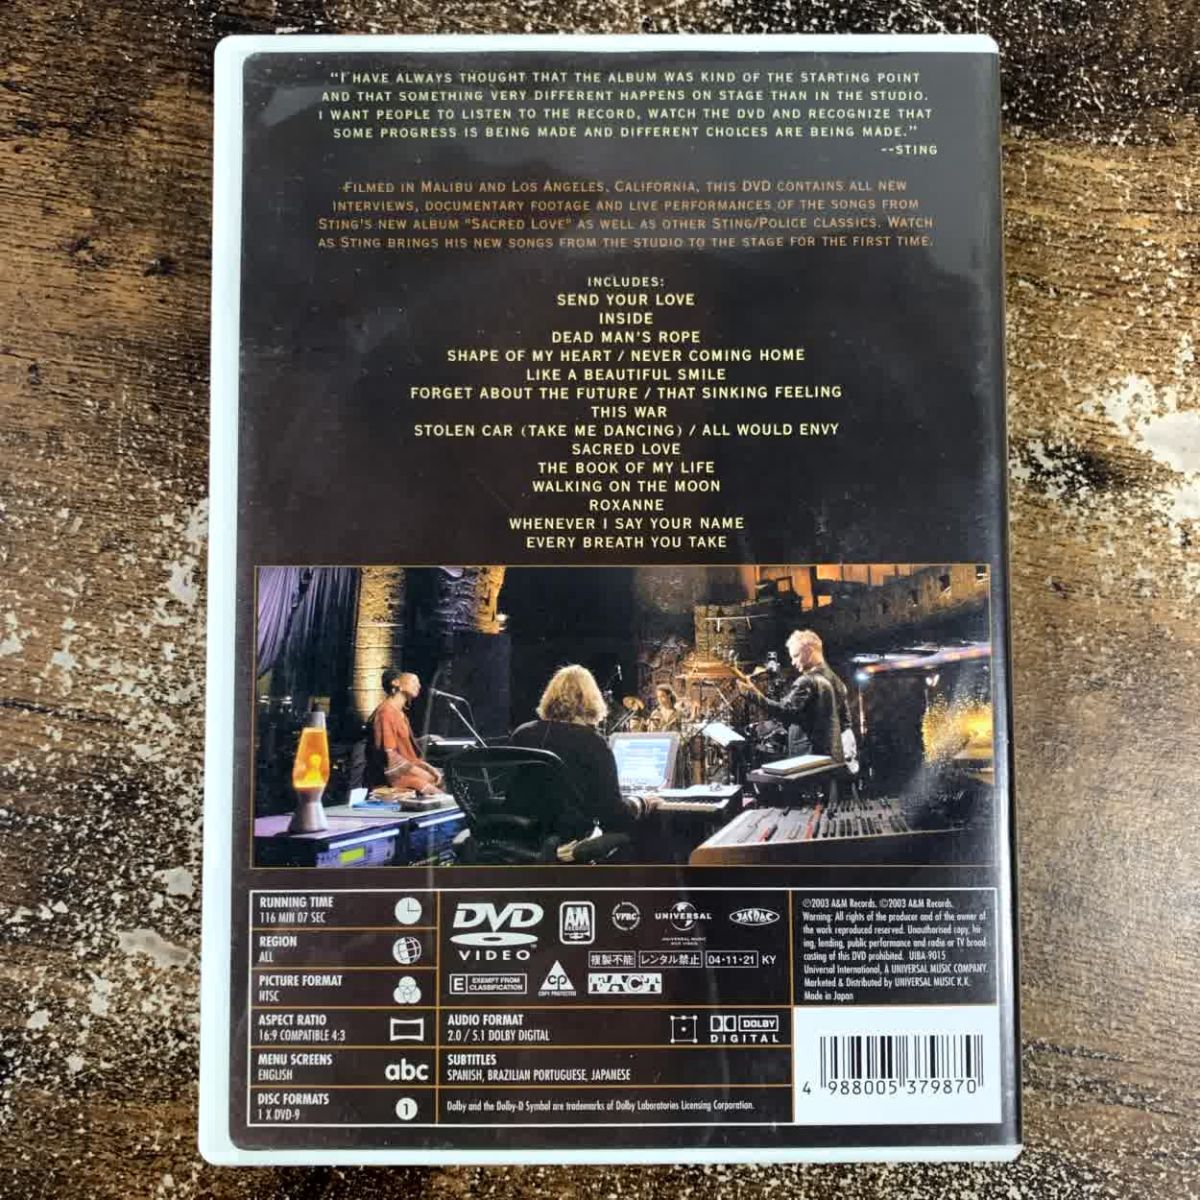 "I HAVE ALWAYS THOUGHT THAT THE ALBUM WAS KIND OF THE STARTING POINT
AND THAT SOMETHING VERY DIFFERENT HAPPENS ON STAGE THAN IN THE STUDIO.
I WANT PEOPLE TO LISTEN TO THE RECORD, WATCH THE DVD AND RECOGNIZE THAT
SOME PROGRESS IS BEING MADE AND DIFFERENT CHOICES ARE BEING MADE."
--STING
FILMED IN MALIBU AND LOS ANGELES, CALIFORNIA, THIS DVD CONTAINS ALL NEW
INTERVIEWS, DOCUMENTARY FOOTAGE AND LIVE PERFORMANCES OF THE SONGS FROM
STING'S NEW ALBUM "SACRED LOVE" AS WELL AS OTHER STING/POLICE CLASSICS. WATCH
AS STING BRINGS HIS NEW SONGS FROM THE STUDIO TO THE STAGE FOR THE FIRST TIME.
INCLUDES:
SEND YOUR LOVE
INSIDE
DEAD MAN'S ROPE
SHAPE OF MY HEART / NEVER COMING HOME
LIKE A BEAUTIFUL SMILE
FORGET ABOUT THE FUTURE / THAT SINKING FEELING
THIS WAR
STOLEN CAR (TAKE ME DANCING) / ALL WOULD ENVY
SACRED LOVE
THE BOOK OF MY LIFE
WALKING ON THE MOON
ROXANNE
WHENEVER I SAY YOUR NAME
EVERY BREATH YOU TAKE
RUNNING TIME
116 MIN 07 SEC
REGION
ALL
PICTURE FORMAT
NTSC
ASPECT RATIO
16:9 COMPATIBLE 4:3
MENU SCREENS
ENGLISH
abc
DISC FORMATS
1 X DVD-9
1
DVD
VIDEO
AM
VPRC
UNIVERSAL
JASRAC
複製不能 レンタル禁止 04・11・21 KY
E EXEMPT FROM
CLASSIFICATION
CP
COPY PROTECTED
FACT
AUDIO FORMAT
2.0 / 5.1 DOLBY DIGITAL
DOLBY
DIGITAL
SUBTITLES
SPANISH, BRAZILIAN PORTUGUESE, JAPANESE
Dolby and the Dolby-D Symbol are trademarks of Dolby Laboratories Licensing Corporation.
℗2003 A&M Records. ©2003 A&M Records.
Warning: All rights of the producer and of the owner of
the work reproduced reserved. Unauthorised copy, hir
ing, lending, public performance and radio or TV broad
casting of this DVD prohibited. UIBA-9015
Universal International, A UNIVERSAL MUSIC COMPANY.
Marketed & Distributed by UNIVERSAL MUSIC K.K.
Made in Japan
4 988005 379870